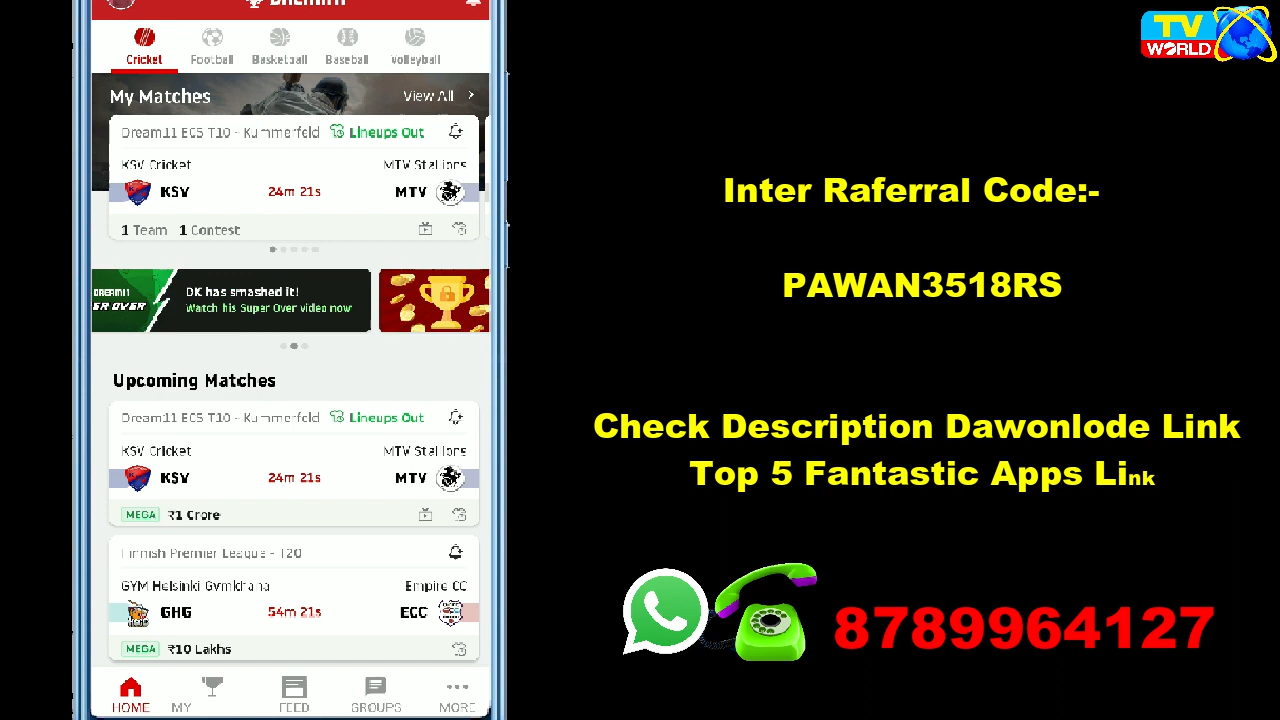 DREAM11
TV
WORLD
Cricket Football Basketball Baseball Volleyball
My Matches View All
Dream11 ECS T10 - Kummerfeld Lineups Out
KSV Cricket MTV Stallions
KSV 24m 21s MTV
1 Team 1 Contest
DREAM11
ER OVER
DK has smashed it!
Watch his Super Over video now
Upcoming Matches
Dream11 ECS T10 - Kummerfeld Lineups Out
KSV Cricket MTV Stallions
KSV 24m 21s MTV
MEGA ₹1 Crore
Finnish Premier League - T20
GYM Helsinki Gymkhana Empire CC
GHG 54m 21s ECC
MEGA ₹10 Lakhs
HOME MY FEED GROUPS MORE
Inter Raferral Code:-
PAWAN3518RS
Check Description Dawonlode Link
Top 5 Fantastic Apps Link
8789964127